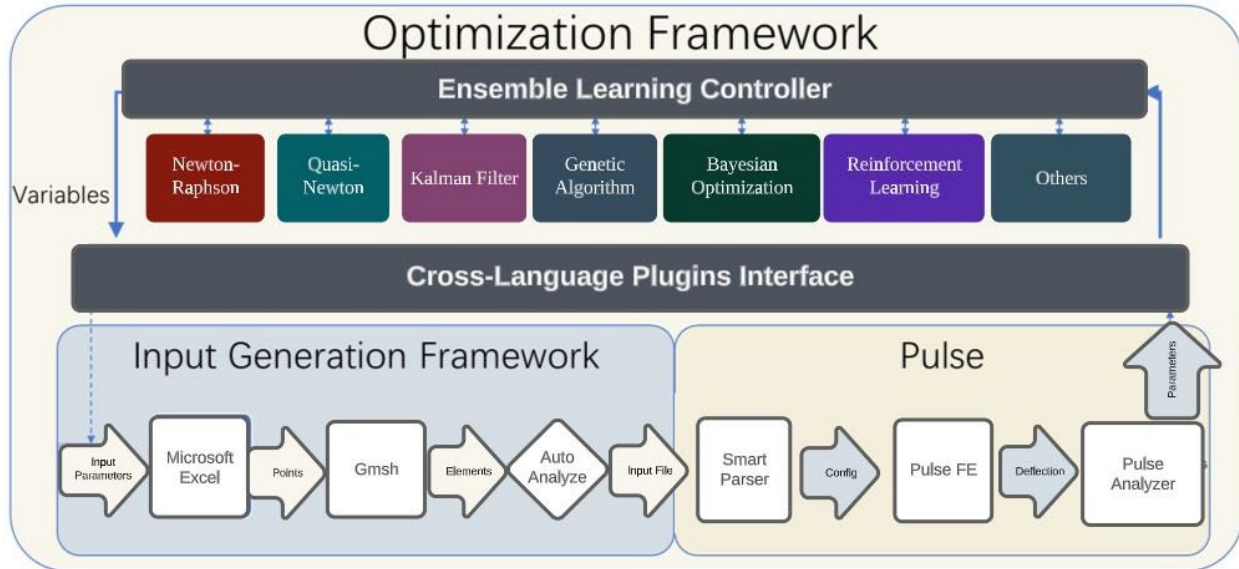 Optimization Framework
Ensemble Learning Controller
Newton-
Raphson
Quasi-
Newton
Kalman Filter
Genetic
Algorithm
Bayesian
Optimization
Reinforcement
Learning
Others
Variables
Cross-Language Plugins Interface
Input Generation Framework
Pulse
Parameters
Input
Parameters
Microsoft
Excel
Points
Gmsh
Elements
Auto
Analyze
Input File
Smart
Parser
Config
Pulse FE
Deflection
Pulse
Analyzer